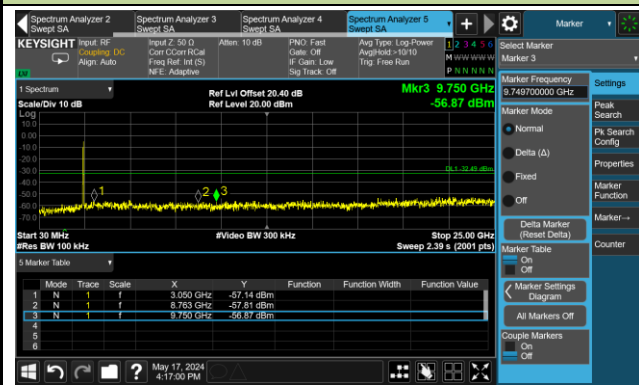 Spectrum Analyzer 2
Swept SA
Spectrum Analyzer 3
Swept SA
Spectrum Analyzer 4
Swept SA
Spectrum Analyzer 5
Swept SA
Marker
KEYSIGHT
Input: RF
Coupling: DC
Align: Auto
Input Z: 50 Ω
Corr CCorr RCal
Freq Ref: Int (S)
NFE: Adaptive
Atten: 10 dB
PNO: Fast
Gate: Off
IF Gain: Low
Sig Track: Off
Avg Type: Log-Power
Avg|Hold:>10/10
Trig: Free Run
1 2 3 4 5 6
M W W W W W
P N N N N N
LXI
1 Spectrum
Scale/Div 10 dB
Ref Lvl Offset 20.40 dB
Ref Level 20.00 dBm
Mkr3 9.750 GHz
-56.87 dBm
Log
10.0
0.00
-10.0
-20.0
-30.0
-40.0
-50.0
-60.0
-70.0
DL1 -32.49 dBm
1
2
3
Start 30 MHz
#Res BW 100 kHz
#Video BW 300 kHz
Stop 25.00 GHz
Sweep 2.39 s (2001 pts)
5 Marker Table
Mode Trace Scale X Y Function Function Width Function Value
1 N 1 f 3.050 GHz -57.14 dBm
2 N 1 f 8.763 GHz -57.81 dBm
3 N 1 f 9.750 GHz -56.87 dBm
4
5
6
May 17, 2024
4:17:00 PM
Select Marker
Marker 3
Marker Frequency
9.749700000 GHz
Marker Mode
Normal
Delta (Δ)
Fixed
Off
Delta Marker
(Reset Delta)
Marker Table
On
Off
Marker Settings
Diagram
All Markers Off
Couple Markers
On
Off
Settings
Peak
Search
Pk Search
Config
Properties
Marker
Function
Marker→
Counter